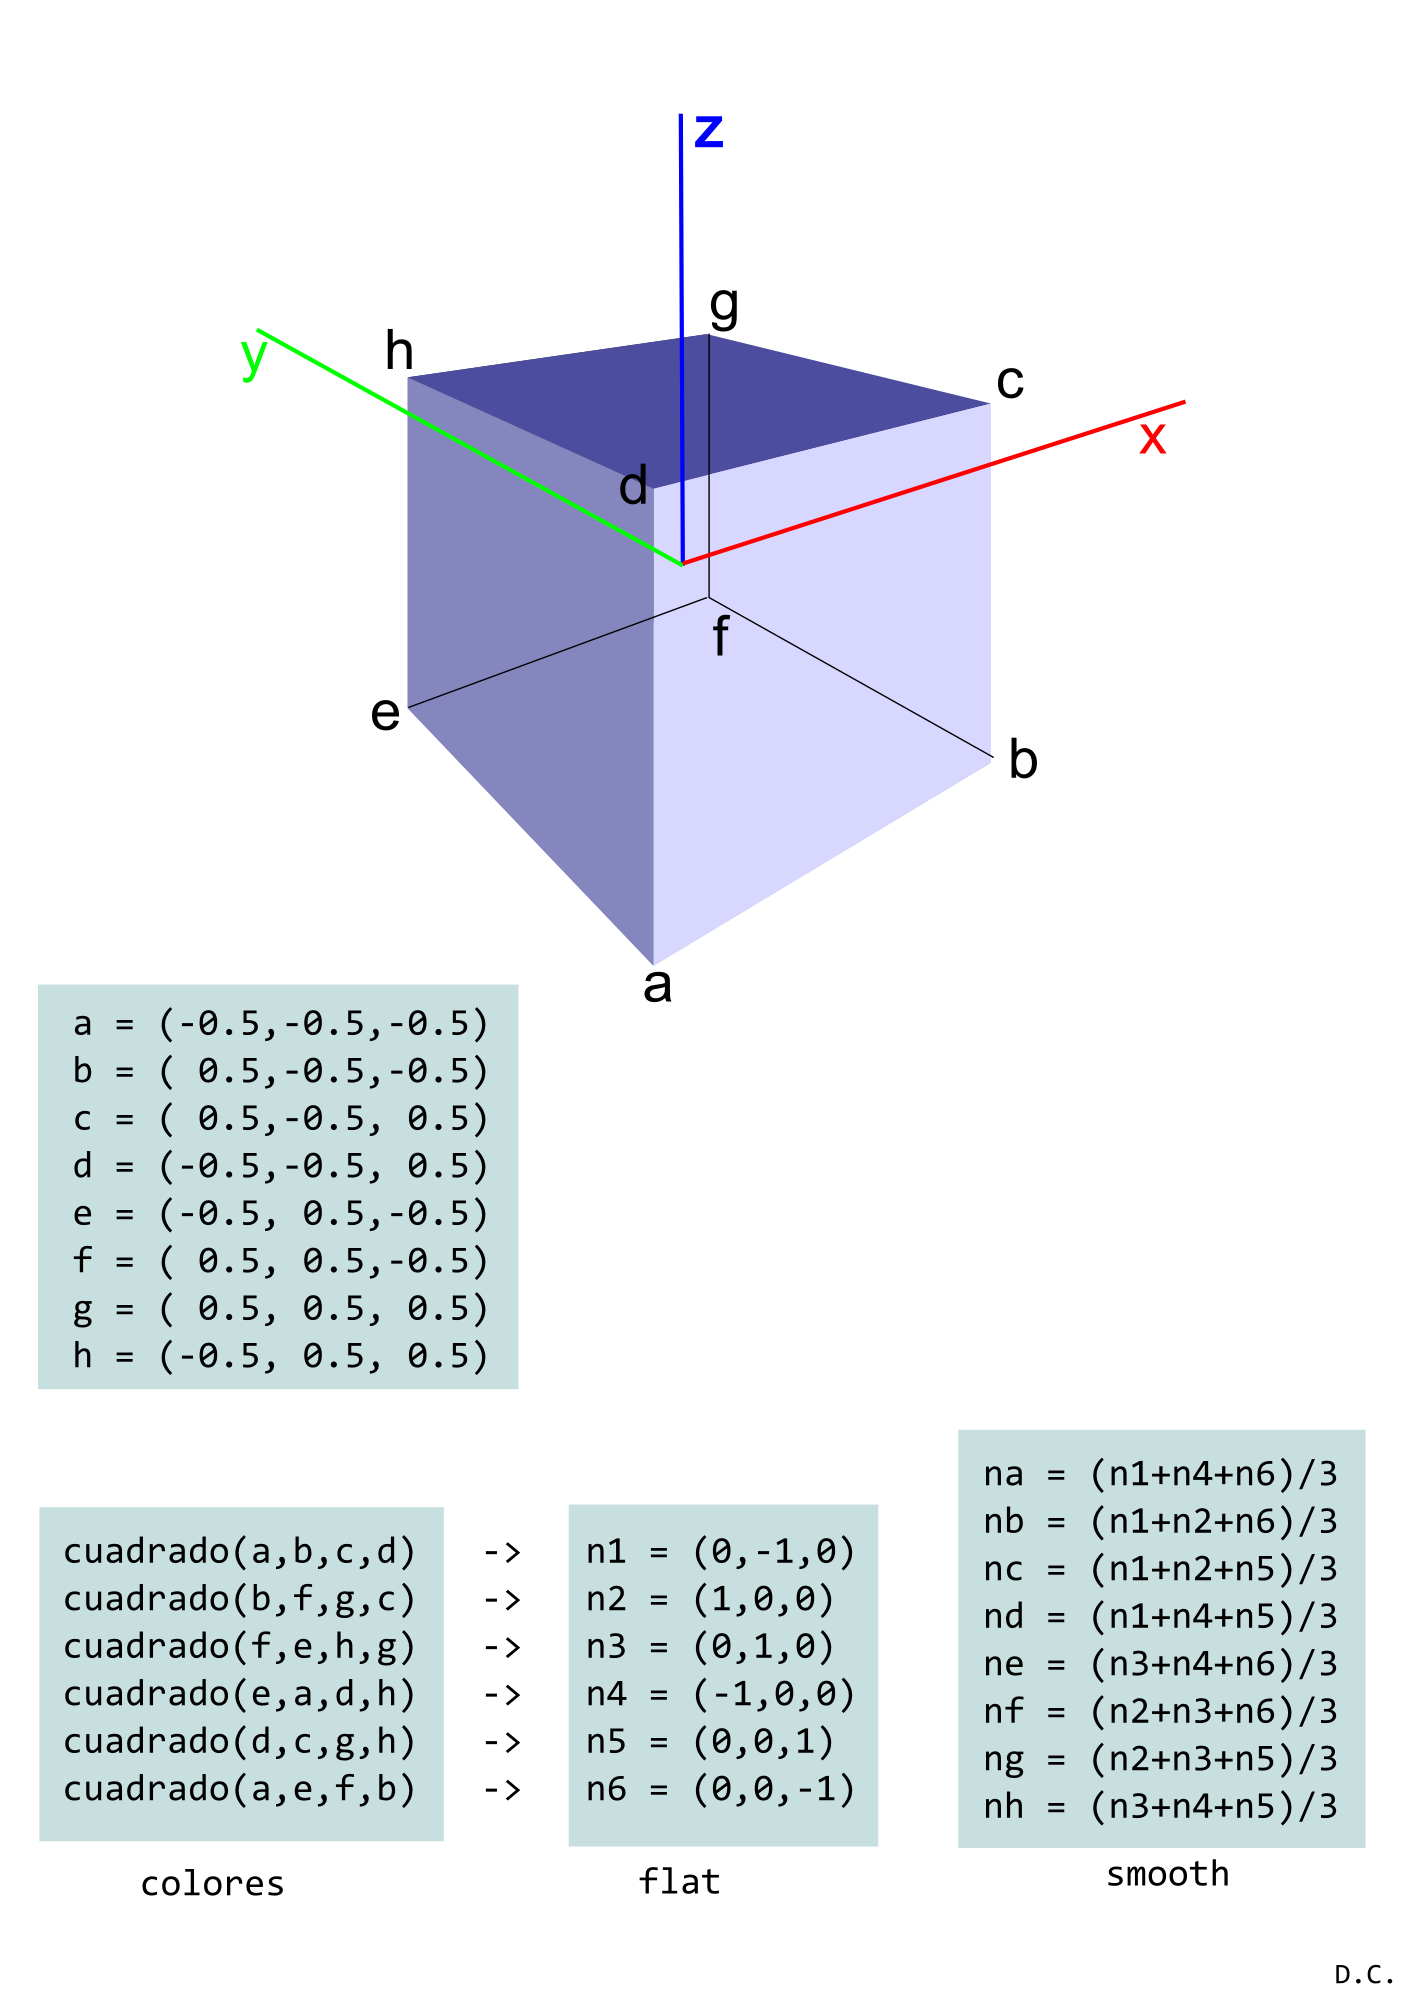 z
g
h
y
c
x
d
f
e
b
a
a = (-0.5,-0.5,-0.5)
b = ( 0.5,-0.5,-0.5)
c = ( 0.5,-0.5, 0.5)
d = (-0.5,-0.5, 0.5)
e = (-0.5, 0.5,-0.5)
f = ( 0.5, 0.5,-0.5)
g = ( 0.5, 0.5, 0.5)
h = (-0.5, 0.5, 0.5)
cuadrado(a,b,c,d) -> n1 = (0,-1,0)
cuadrado(b,f,g,c) -> n2 = (1,0,0)
cuadrado(f,e,h,g) -> n3 = (0,1,0)
cuadrado(e,a,d,h) -> n4 = (-1,0,0)
cuadrado(d,c,g,h) -> n5 = (0,0,1)
cuadrado(a,e,f,b) -> n6 = (0,0,-1)
colores
flat
na = (n1+n4+n6)/3
nb = (n1+n2+n6)/3
nc = (n1+n2+n5)/3
nd = (n1+n4+n5)/3
ne = (n3+n4+n6)/3
nf = (n2+n3+n6)/3
ng = (n2+n3+n5)/3
nh = (n3+n4+n5)/3
smooth
D.C.